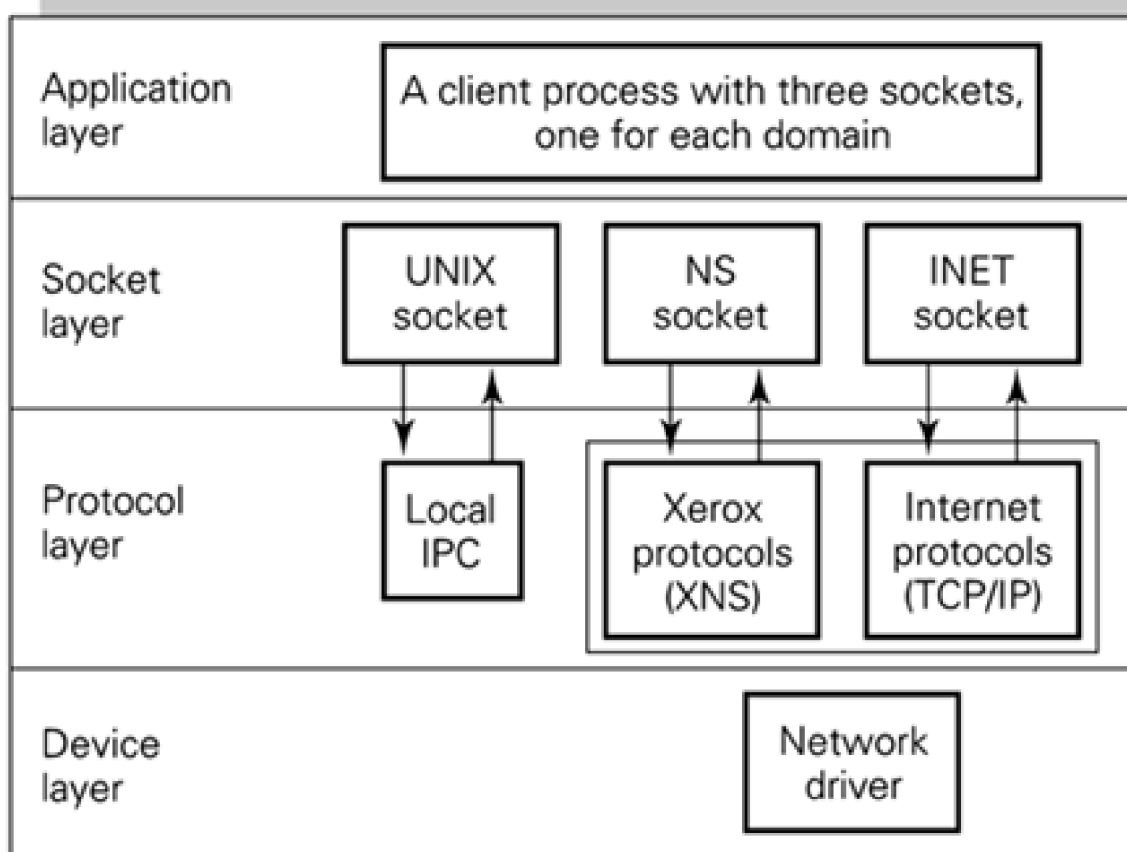 Application
layer
A client process with three sockets,
one for each domain
Socket
layer
UNIX
socket
NS
socket
INET
socket
Protocol
layer
Local
IPC
Xerox
protocols
(XNS)
Internet
protocols
(TCP/IP)
Device
layer
Network
driver